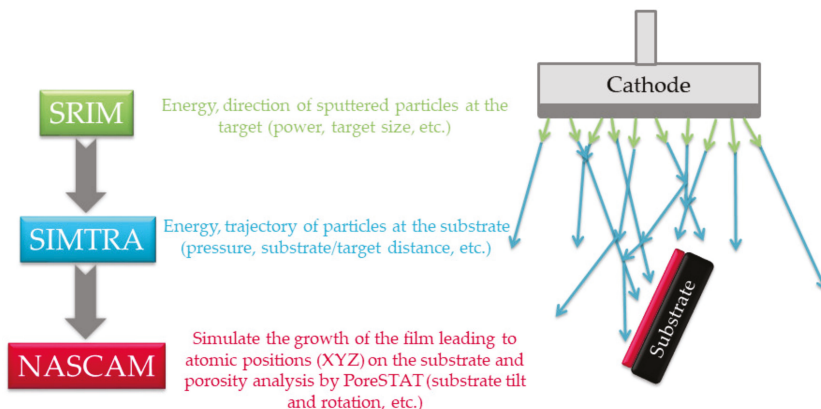 SRIM
Energy, direction of sputtered particles at the
target (power, target size, etc.)
SIMTRA
Energy, trajectory of particles at the substrate
(pressure, substrate/target distance, etc.)
NASCAM
Simulate the growth of the film leading to
atomic positions (XYZ) on the substrate and
porosity analysis by PoreSTAT (substrate tilt
and rotation, etc.)
Cathode
Substrate